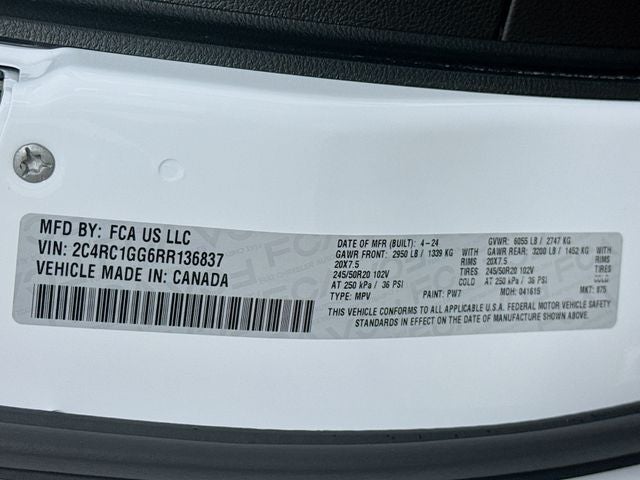 MFD BY: FCA US LLC
VIN: 2C4RC1GG6RR136837
VEHICLE MADE IN: CANADA
DATE OF MFR (BUILT): 4-24
GVWR: 6055 LB / 2747 KG
GAWR FRONT: 2950 LB / 1339 KG WITH
GAWR REAR: 3200 LB / 1452 KG WITH
20X7.5 RIMS
20X7.5 RIMS
245/50R20 102V TIRES
245/50R20 102V TIRES
AT 250 kPa / 36 PSI COLD
AT 250 kPa / 36 PSI COLD
TYPE: MPV PAINT: PW7 MDH: 041615 MKT: 875
THIS VEHICLE CONFORMS TO ALL APPLICABLE U.S.A. FEDERAL MOTOR VEHICLE SAFETY
STANDARDS IN EFFECT ON THE DATE OF MANUFACTURE SHOWN ABOVE